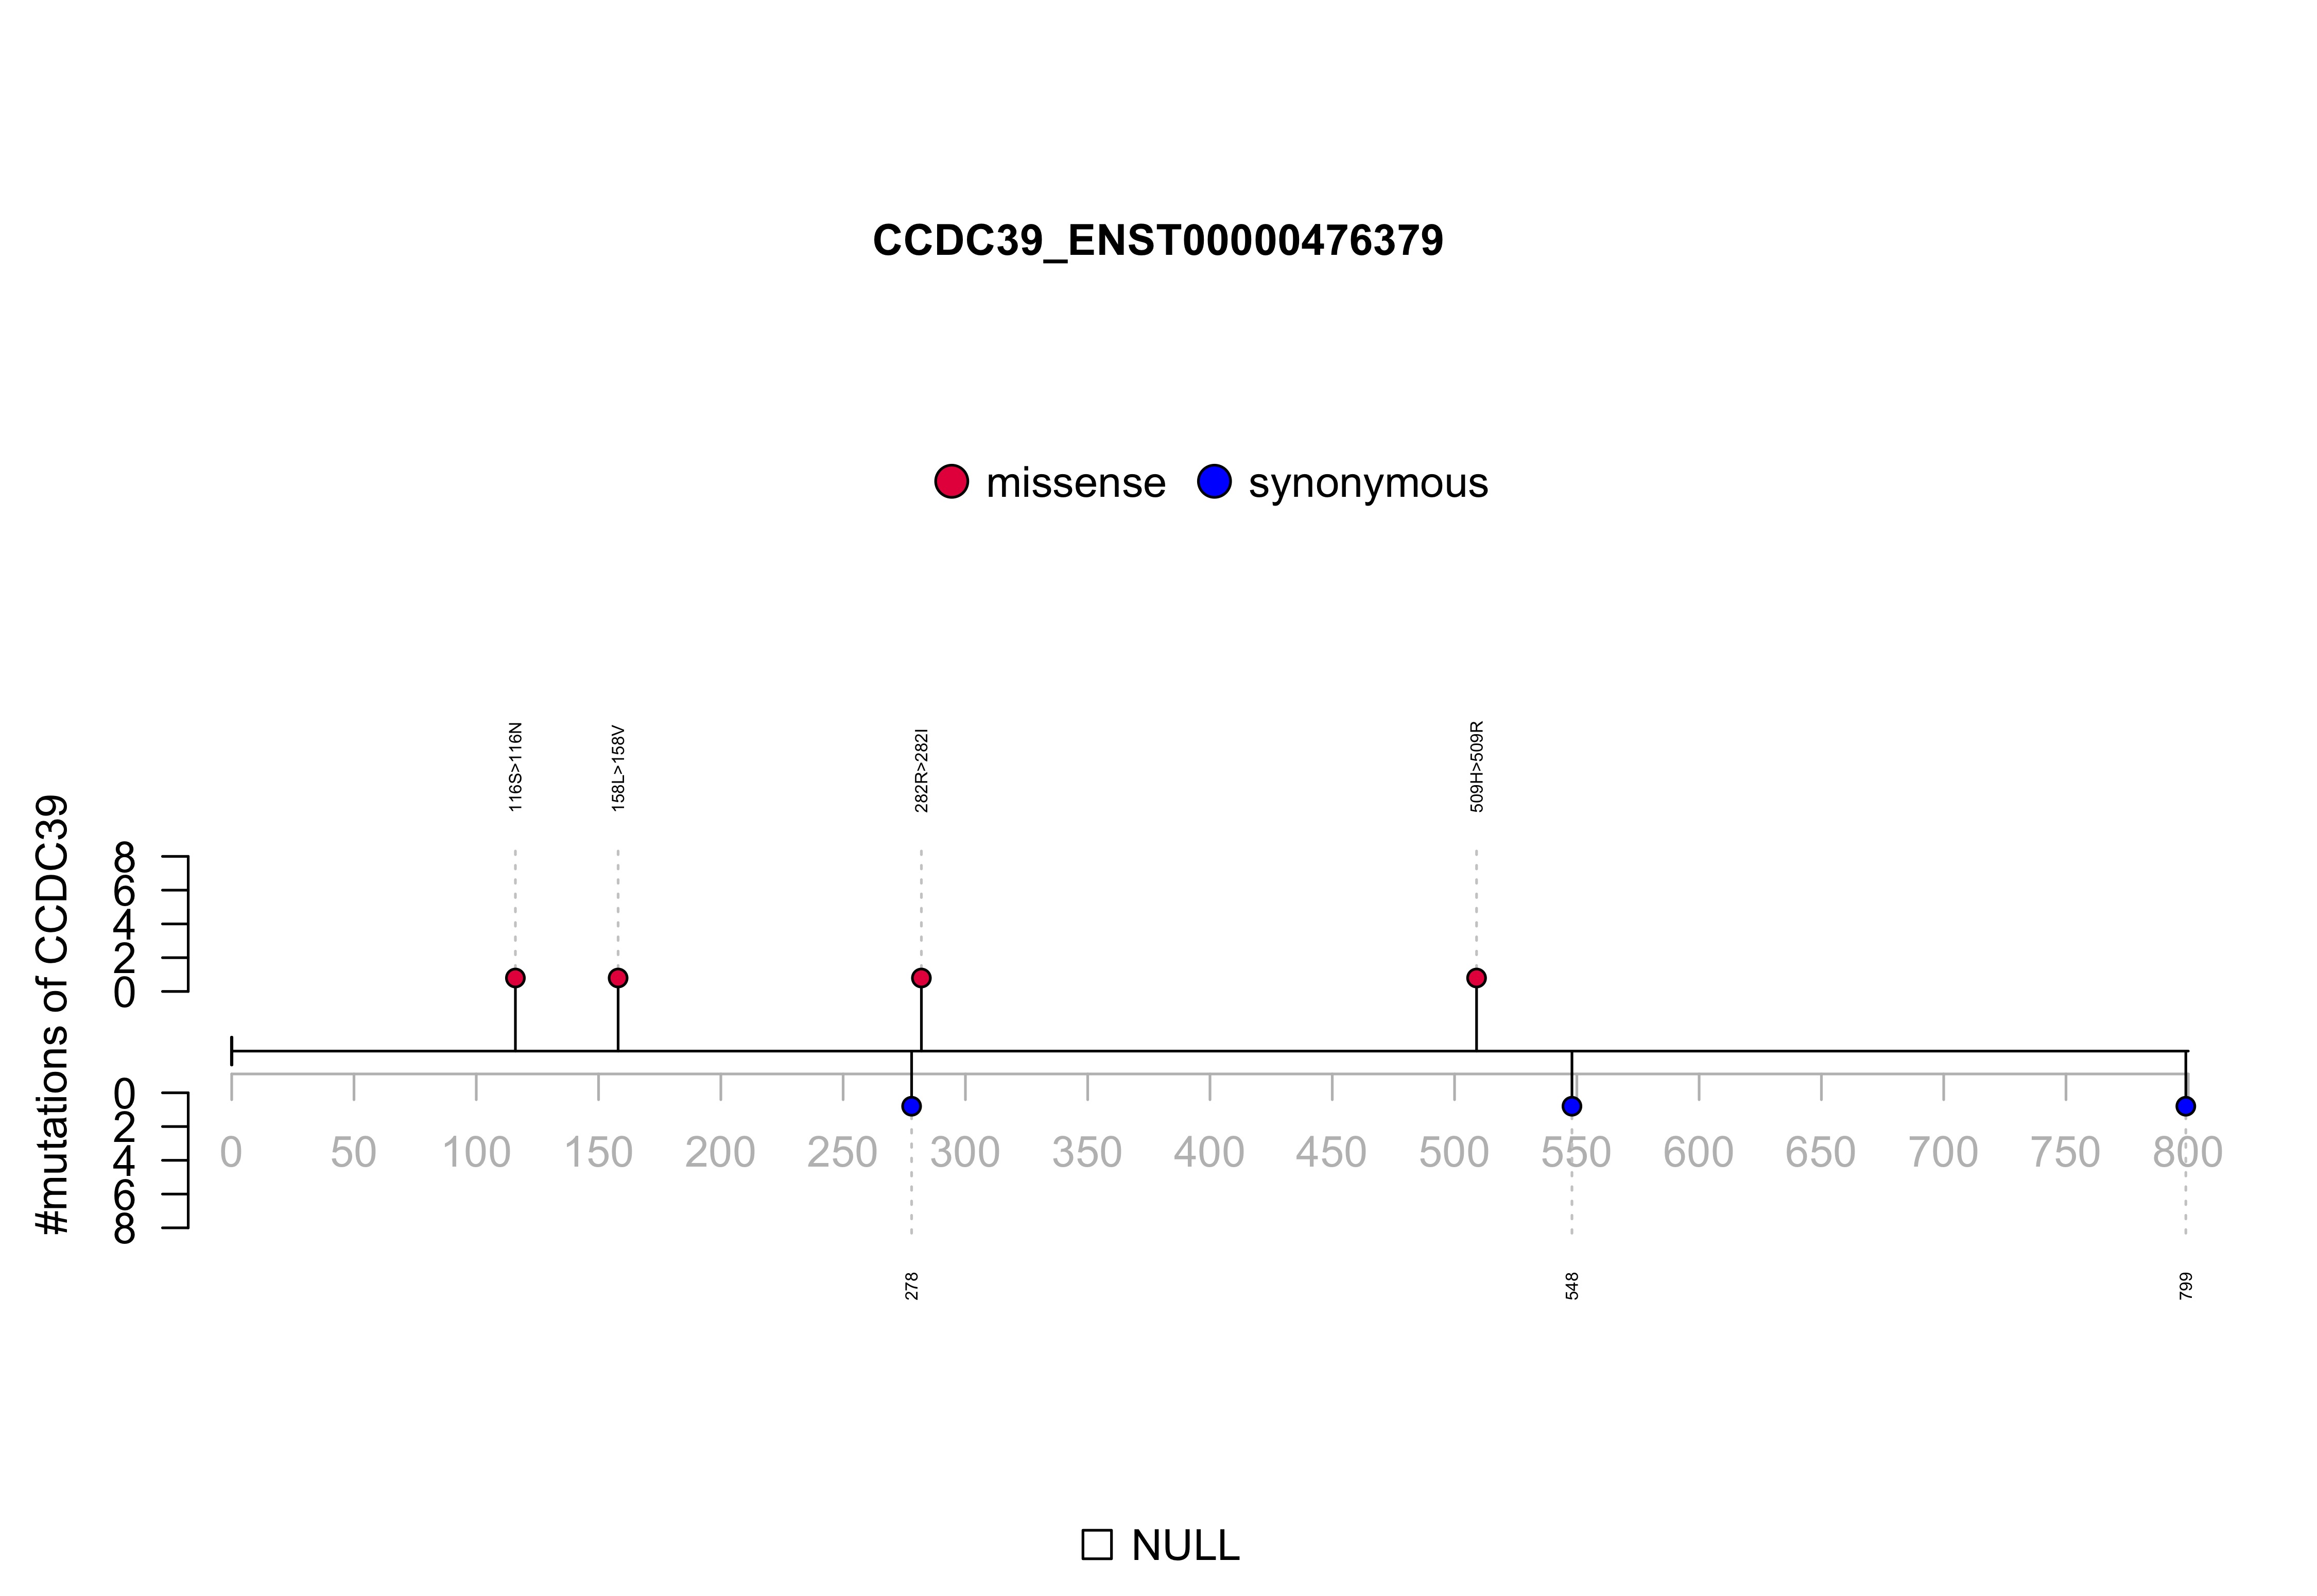 CCDC39_ENST00000476379
missense synonymous
116S>116N 158L>158V 282R>282I 509H>509R
#mutations of CCDC39
8
6
4
2
0
0
2
4
6
8
0 50 100 150 200 250 300 350 400 450 500 550 600 650 700 750 800
278 548 799
NULL